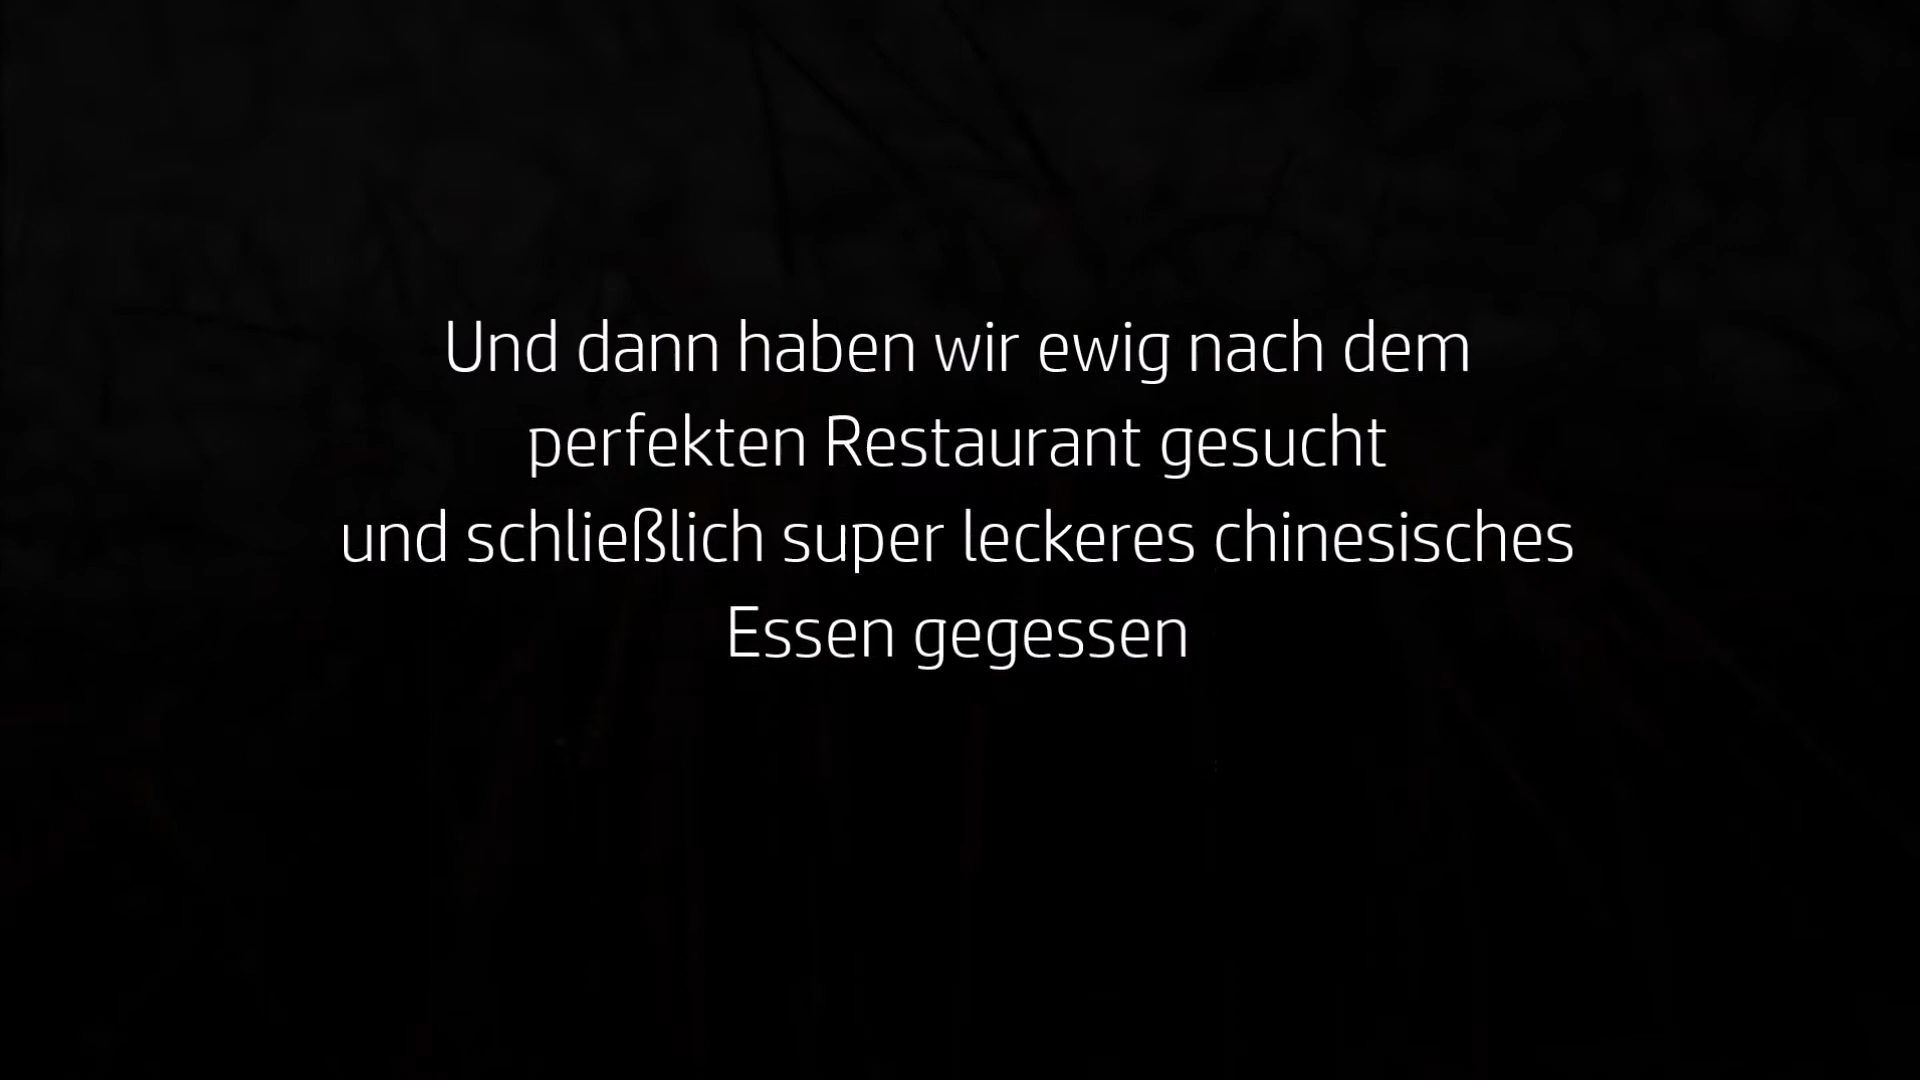 Und dann haben wir ewig nach dem
perfekten Restaurant gesucht
und schließlich super leckeres chinesisches
Essen gegessen